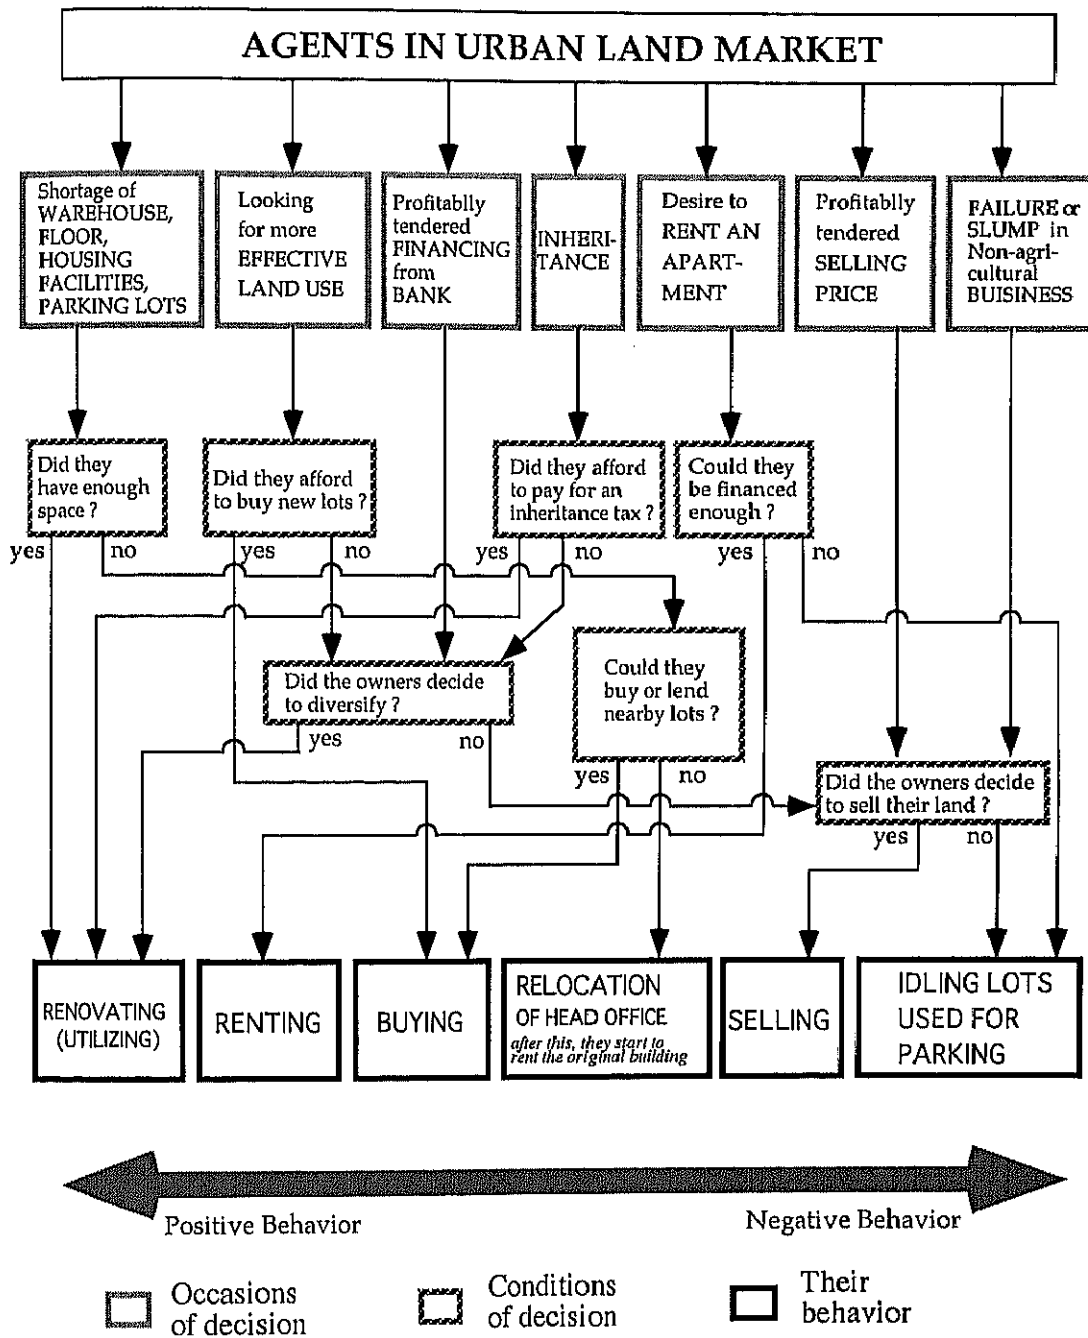 AGENTS IN URBAN LAND MARKET
Shortage of
WAREHOUSE,
FLOOR,
HOUSING
FACILITIES,
PARKING LOTS
Looking
for more
EFFECTIVE
LAND USE
Profitablly
tendered
FINANCING
from
BANK
INHERI-
TANCE
Desire to
RENT AN
APART-
MENT
Profitablly
tendered
SELLING
PRICE
FAILURE or
SLUMP in
Non-agri-
cultural
BUISINESS
Did they
have enough
space ?
yes
no
Did they afford
to buy new lots ?
yes
no
Did they afford
to pay for an
inheritance tax ?
yes
no
Could they
be financed
enough ?
yes
no
Did the owners decide
to diversify ?
yes
no
Could they
buy or lend
nearby lots ?
yes
no
Did the owners decide
to sell their land ?
yes
no
RENOVATING
(UTILIZING)
RENTING
BUYING
RELOCATION
OF HEAD OFFICE
after this, they start to
rent the original building
SELLING
IDLING LOTS
USED FOR
PARKING
Positive Behavior
Negative Behavior
Occasions
of decision
Conditions
of decision
Their
behavior